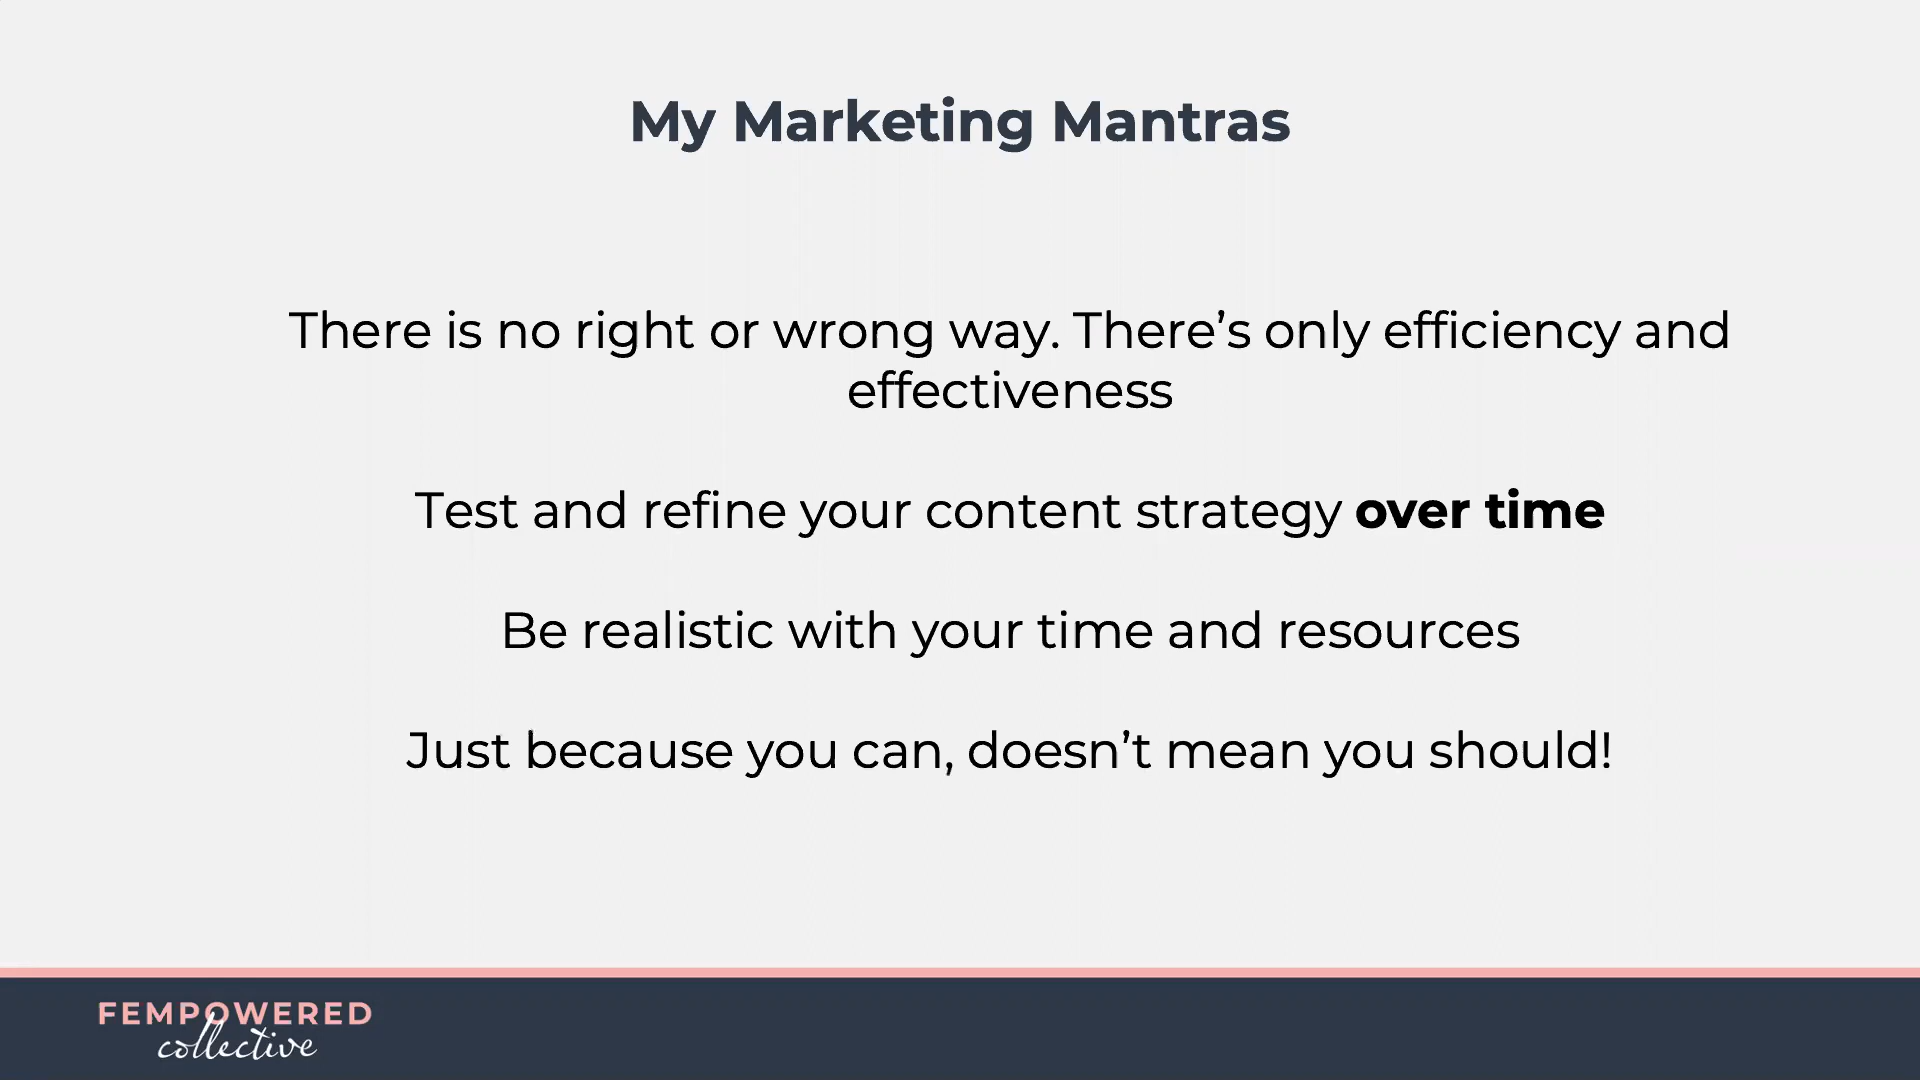 My Marketing Mantras
There is no right or wrong way. There’s only efficiency and
effectiveness
Test and refine your content strategy over time
Be realistic with your time and resources
Just because you can, doesn’t mean you should!
FEMPOWERED
collective